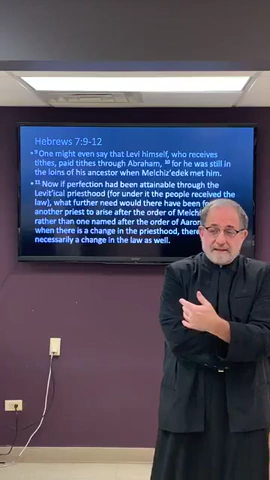 Hebrews 7:9-12
• ⁹ One might even say that Levi himself, who receives
tithes, paid tithes through Abraham, ¹⁰ for he was still in
the loins of his ancestor when Melchiz'edek met him.
• ¹¹ Now if perfection had been attainable through the
Levit'ical priesthood (for under it the people received the
law), what further need would there have been for
another priest to arise after the order of
rather than one named after the order of Aaron
when there is a change in the priesthood,
necessarily a change in the law as well.